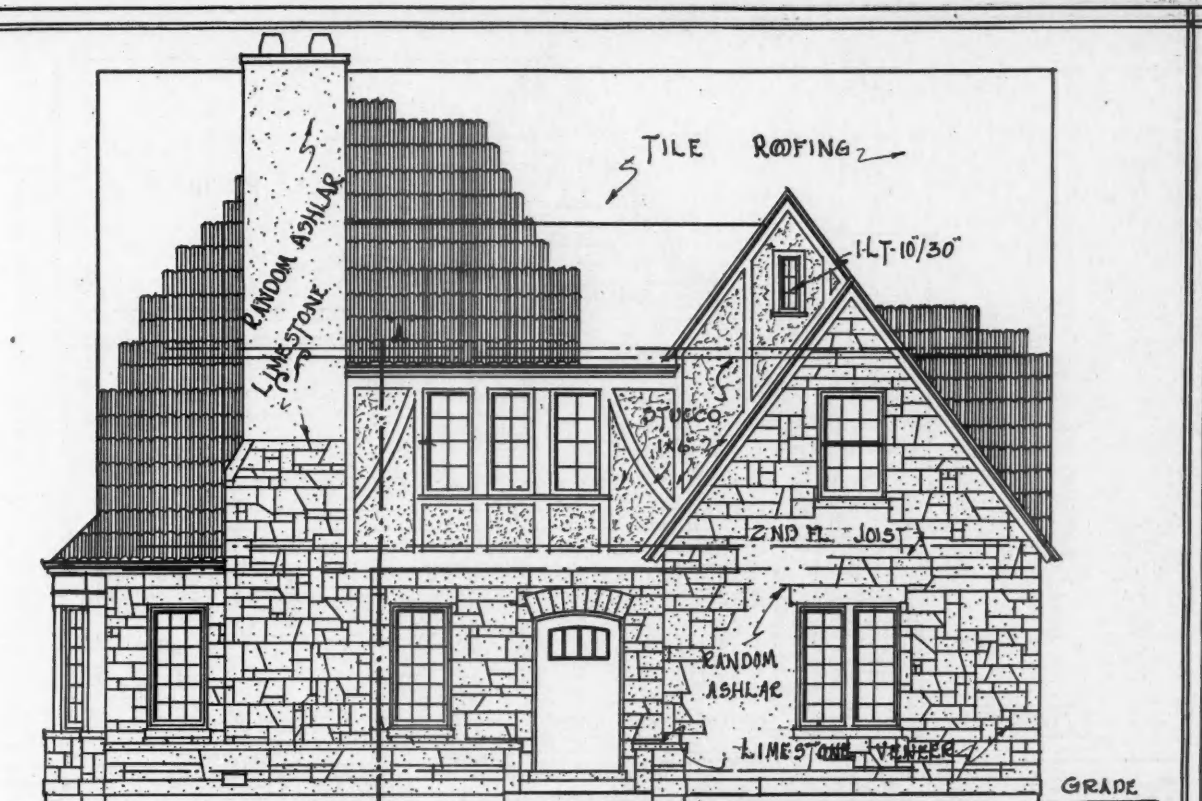 TILE ROOFING
RANDOM ASHLAR
LIMESTONE
1-LT-10"/30"
STUCCO
1x6
2ND FL. JOIST
RANDOM
ASHLAR
LIMESTONE VENEER
GRADE